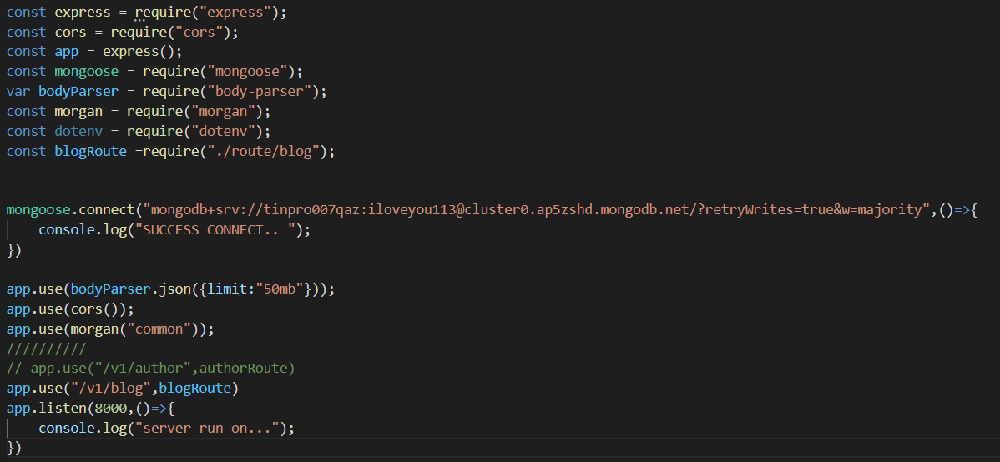 const express = require("express");
const cors = require("cors");
const app = express();
const mongoose = require("mongoose");
var bodyParser = require("body-parser");
const morgan = require("morgan");
const dotenv = require("dotenv");
const blogRoute =require("./route/blog");
mongoose.connect("mongodb+srv://tinpro007qaz:iloveyou113@cluster0.ap5zshd.mongodb.net/?retryWrites=true&w=majority",()=>{
    console.log("SUCCESS CONNECT.. ");
})
app.use(bodyParser.json({limit:"50mb"}));
app.use(cors());
app.use(morgan("common"));
//////////
// app.use("/v1/author",authorRoute)
app.use("/v1/blog",blogRoute)
app.listen(8000,()=>{
    console.log("server run on...");
})